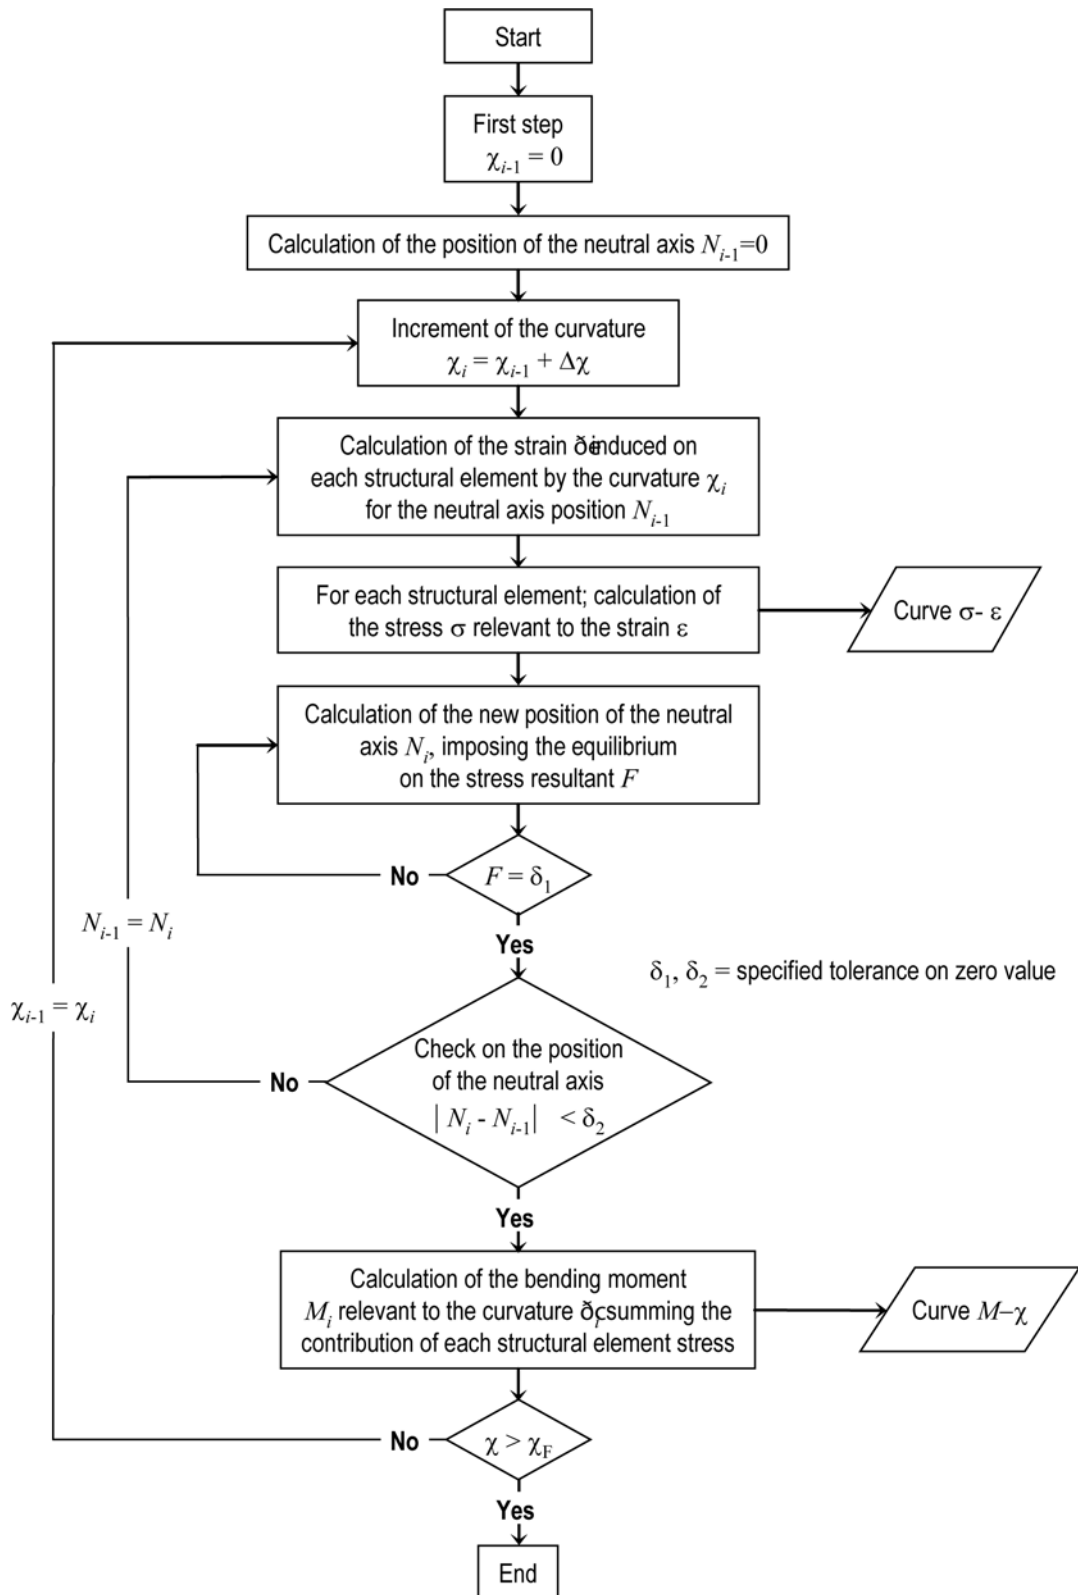 Start
First step
χi-1 = 0
Calculation of the position of the neutral axis Ni-1=0
Increment of the curvature
χi = χi-1 + Δχ
Calculation of the strain induced on
each structural element by the curvature χi
for the neutral axis position Ni-1
For each structural element; calculation of
the stress σ relevant to the strain ε
Curve σ- ε
Calculation of the new position of the neutral
axis Ni, imposing the equilibrium
on the stress resultant F
No
F = δ1
Ni-1 = Ni
Yes
δ1, δ2 = specified tolerance on zero value
χi-1 = χi
Check on the position
of the neutral axis
| Ni - Ni-1| < δ2
No
Yes
Calculation of the bending moment
Mi relevant to the curvature summing the
contribution of each structural element stress
Curve M–χ
No
χ > χF
Yes
End